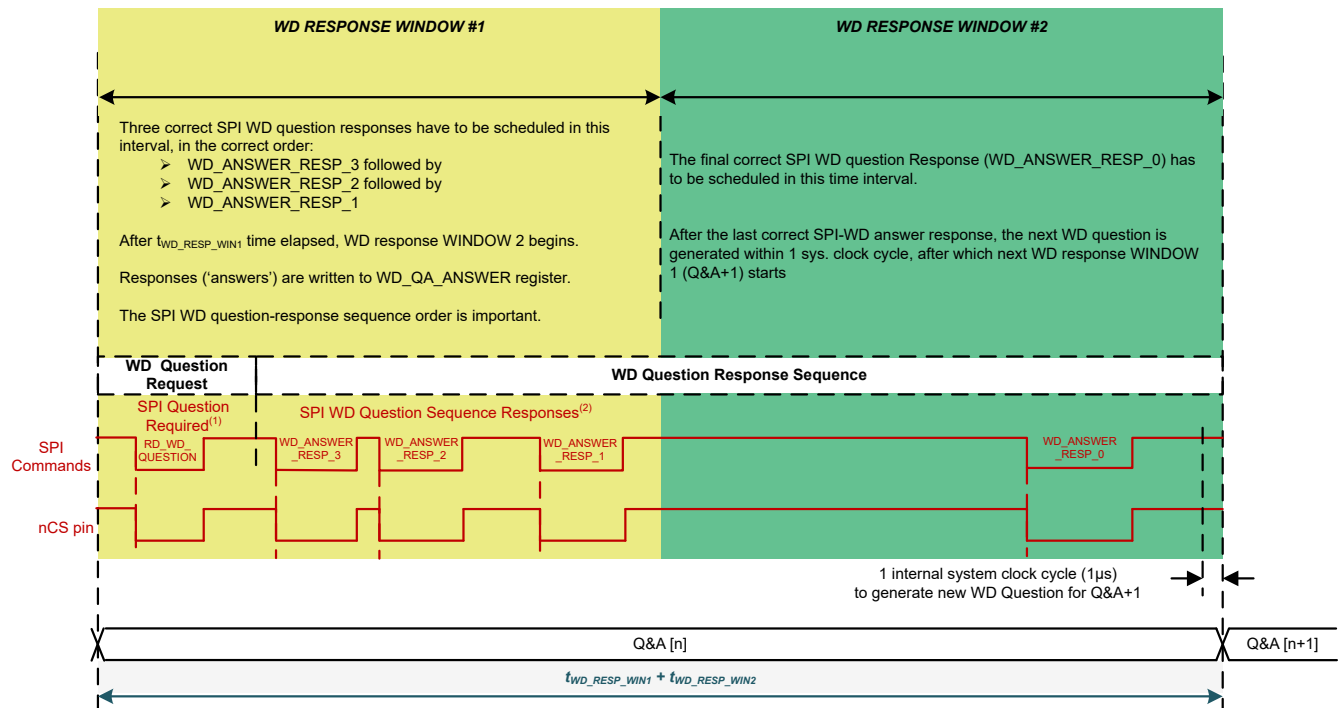 WD RESPONSE WINDOW #1
WD RESPONSE WINDOW #2
Three correct SPI WD question responses have to be scheduled in this
interval, in the correct order:
➢ WD_ANSWER_RESP_3 followed by
➢ WD_ANSWER_RESP_2 followed by
➢ WD_ANSWER_RESP_1
After tWD_RESP_WIN1 time elapsed, WD response WINDOW 2 begins.
Responses (‘answers’) are written to WD_QA_ANSWER register.
The SPI WD question-response sequence order is important.
The final correct SPI WD question Response (WD_ANSWER_RESP_0) has
to be scheduled in this time interval.
After the last correct SPI-WD answer response, the next WD question is
generated within 1 sys. clock cycle, after which next WD response WINDOW
1 (Q&A+1) starts
WD Question
Request
WD Question Response Sequence
SPI Question
Required(1)
SPI WD Question Sequence Responses(2)
SPI
Commands
RD_WD_
QUESTION
WD_ANSWER
_RESP_3
WD_ANSWER
_RESP_2
WD_ANSWER
_RESP_1
WD_ANSWER
_RESP_0
nCS pin
1 internal system clock cycle (1µs)
to generate new WD Question for Q&A+1
Q&A [n]
Q&A [n+1]
tWD_RESP_WIN1 + tWD_RESP_WIN2